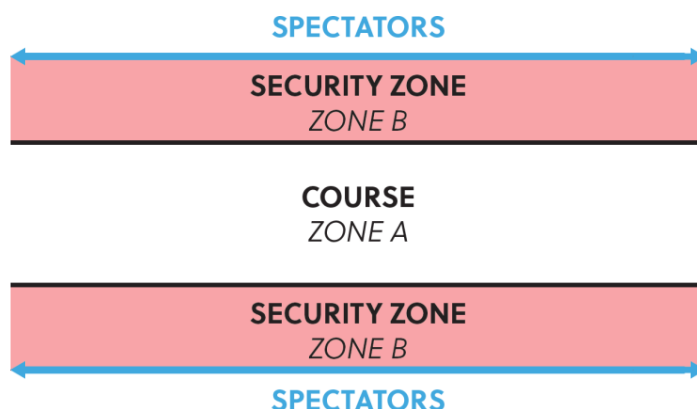 SPECTATORS
SECURITY ZONE
ZONE B
COURSE
ZONE A
SECURITY ZONE
ZONE B
SPECTATORS